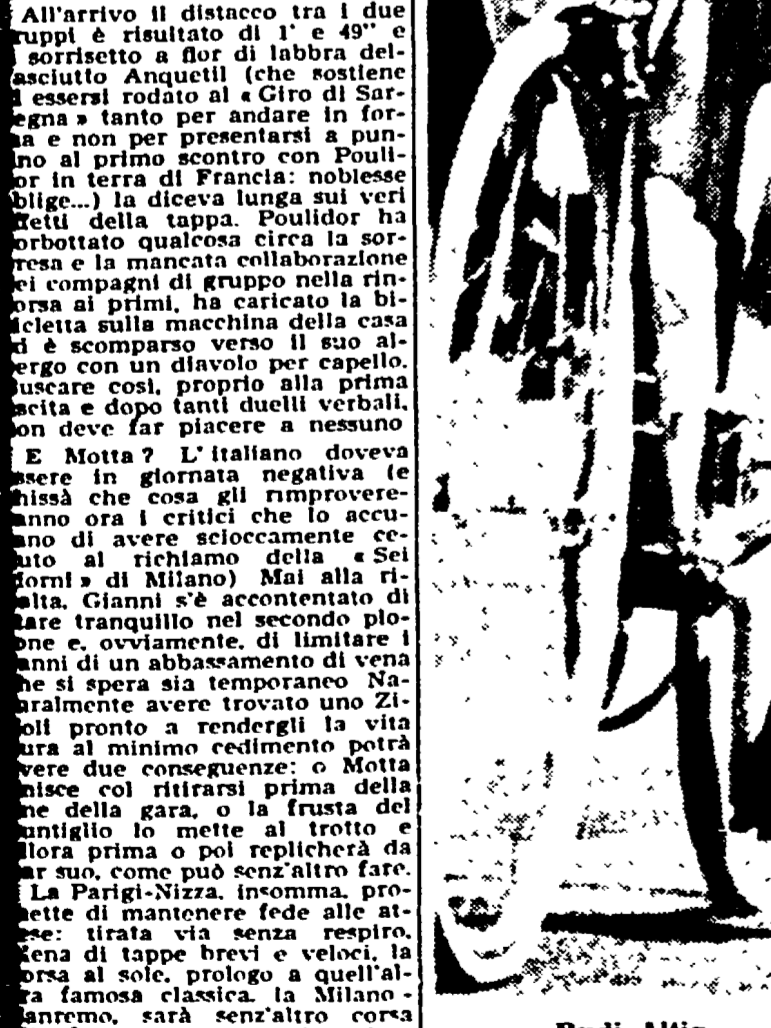 All'arrivo il distacco tra i due
ruppi è risultato di 1' e 49" e
sorrisetto a flor di labbra del-
asciutto Anquetil (che sostiene
i essersi rodato al « Giro di Sar-
egna » tanto per andare in for-
a e non per presentarsi a pun-
no al primo scontro con Pouli-
or in terra di Francia: noblesse
blige...) la diceva lunga sui veri
fetti della tappa. Poulidor ha
orbottato qualcosa circa la sor-
resa e la mancata collaborazione
ei compagni di gruppo nella rin-
orsa ai primi, ha caricato la bi-
icletta sulla macchina della casa
d è scomparso verso il suo al-
ergo con un diavolo per capello.
uscare così, proprio alla prima
scita e dopo tanti duelli verbali,
on deve far piacere a nessuno
E Motta? L'italiano doveva
ssere in giornata negativa (e
hissà che cosa gli rimprovere-
anno ora i critici che lo accu-
ano di avere scioccamente ce-
uto al richiamo della « Sei
iorni » di Milano) Mai alla ri-
alta, Gianni s'è accontentato di
tare tranquillo nel secondo plo-
one e, ovviamente, di limitare i
anni di un abbassamento di vena
he si spera sia temporaneo Na-
uralmente avere trovato uno Zi-
oli pronto a rendergli la vita
ura al minimo cedimento potrà
vere due conseguenze: o Motta
nisce col ritirarsi prima della
ne della gara, o la frusta del
untiglio lo mette al trotto e
llora prima o poi replicherà da
ar suo, come può senz'altro fare.
La Parigi-Nizza, insomma, pro-
ette di mantenere fede alle at-
se: tirata via senza respiro,
iena di tappe brevi e veloci, la
orsa al sole, prologo a quell'al-
ra famosa classica, la Milano -
anremo, sarà senz'altro corsa